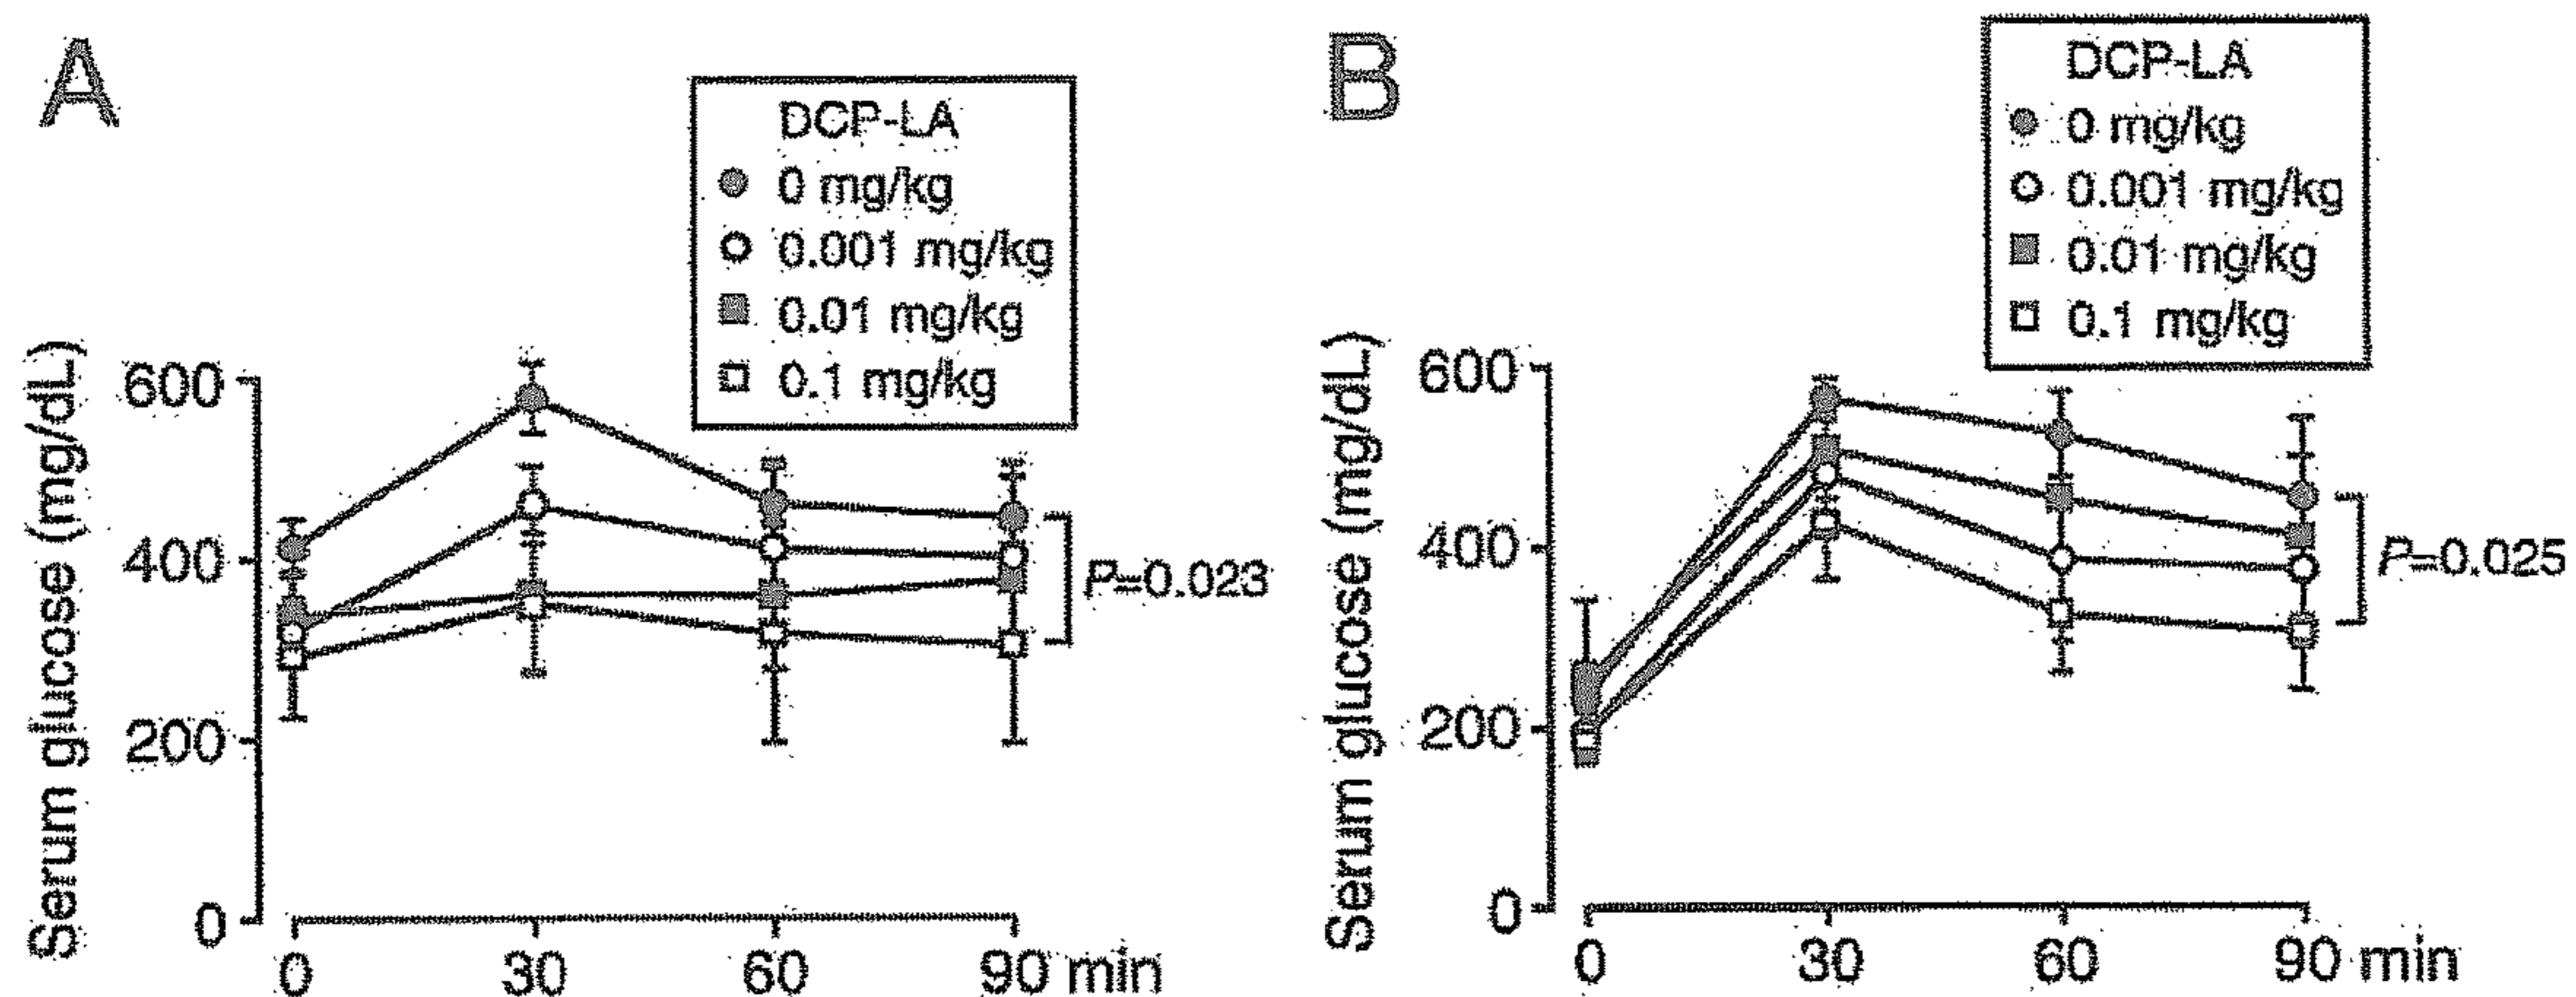 A
DCP-LA
0 mg/kg
0.001 mg/kg
0.01 mg/kg
0.1 mg/kg
Serum glucose (mg/dL)
600
400
200
0
P=0.023
0 30 60 90 min
B
DCP-LA
0 mg/kg
0.001 mg/kg
0.01 mg/kg
0.1 mg/kg
Serum glucose (mg/dL)
600
400
200
0
P=0.025
0 30 60 90 min